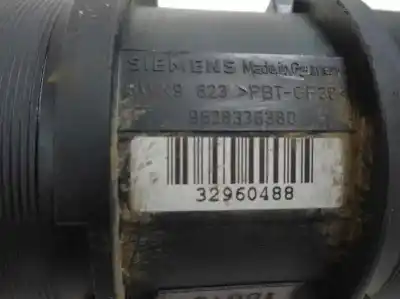 SIEMENS Made in Germany
623 >PBT-GF30<
9628336380
32960488